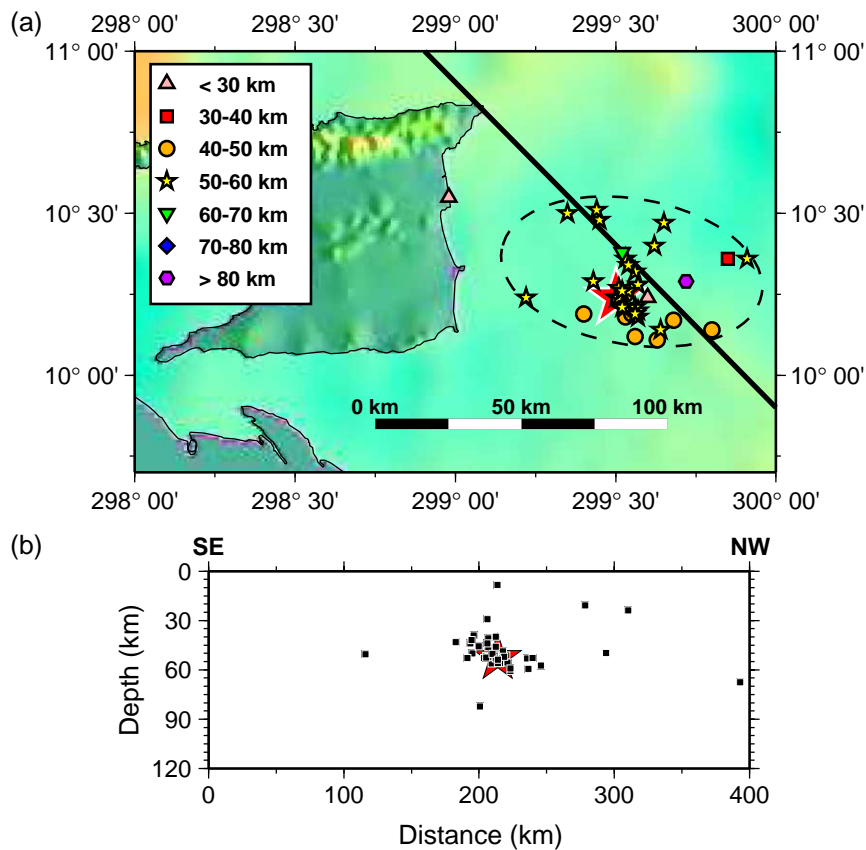 (a)
298 00' 298 30' 299 00' 299 30' 300 00'
11 00' 11 00'
< 30 km
30-40 km
40-50 km
50-60 km
60-70 km
70-80 km
> 80 km
10 30' 10 30'
10 00' 10 00'
0 km 50 km 100 km
298 00' 298 30' 299 00' 299 30' 300 00'
(b)
SE NW
0
30
60
90
120
Depth (km)
0 100 200 300 400
Distance (km)